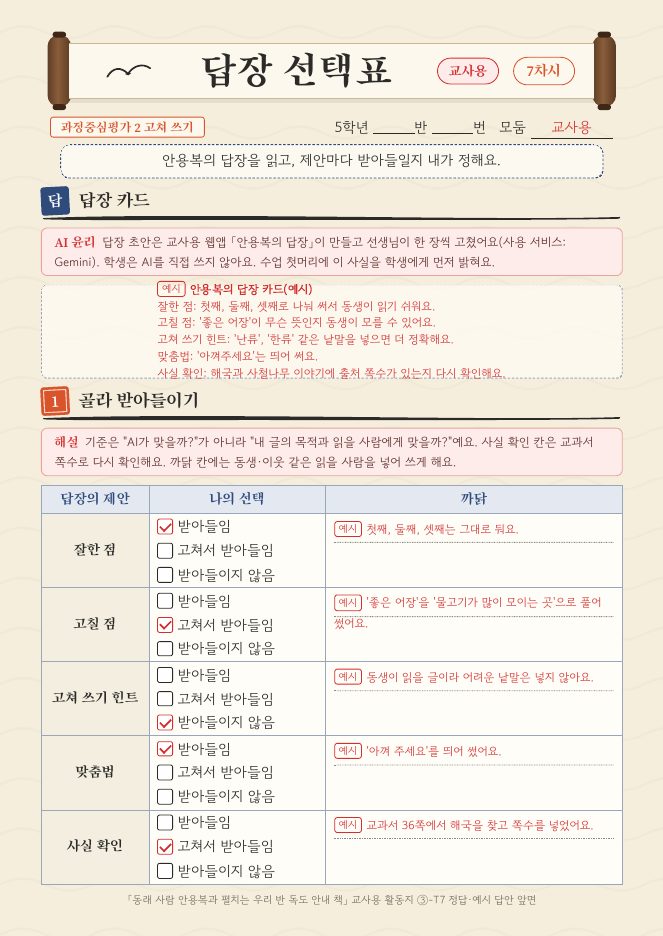 답장 선택표 교사용 7차시
과정중심평가 2 고쳐 쓰기 5학년 반 번 모둠 교사용
안용복의 답장을 읽고, 제안마다 받아들일지 내가 정해요.
답 답장 카드
AI 윤리 답장 초안은 교사용 웹앱 「안용복의 답장」이 만들고 선생님이 한 장씩 고쳤어요(사용 서비스:
Gemini). 학생은 AI를 직접 쓰지 않아요. 수업 첫머리에 이 사실을 학생에게 먼저 밝혀요.
예시 안용복의 답장 카드(예시)
잘한 점: 첫째, 둘째, 셋째로 나눠 써서 동생이 읽기 쉬워요.
고칠 점: '좋은 어장'이 무슨 뜻인지 동생이 모를 수 있어요.
고쳐 쓰기 힌트: '난류', '한류' 같은 낱말을 넣으면 더 정확해요.
맞춤법: '아껴주세요'는 띄어 써요.
사실 확인: 해국과 사철나무 이야기에 출처 쪽수가 있는지 다시 확인해요.
1 골라 받아들이기
해설 기준은 "AI가 맞을까?"가 아니라 "내 글의 목적과 읽을 사람에게 맞을까?"예요. 사실 확인 칸은 교과서
쪽수로 다시 확인해요. 까닭 칸에는 동생·이웃 같은 읽을 사람을 넣어 쓰게 해요.
답장의 제안 나의 선택 까닭
잘한 점
받아들임
고쳐서 받아들임
받아들이지 않음
예시 첫째, 둘째, 셋째는 그대로 둬요.
고칠 점
받아들임
고쳐서 받아들임
받아들이지 않음
예시 '좋은 어장'을 '물고기가 많이 모이는 곳'으로 풀어
썼어요.
고쳐 쓰기 힌트
받아들임
고쳐서 받아들임
받아들이지 않음
예시 동생이 읽을 글이라 어려운 낱말은 넣지 않아요.
맞춤법
받아들임
고쳐서 받아들임
받아들이지 않음
예시 '아껴 주세요'를 띄어 썼어요.
사실 확인
받아들임
고쳐서 받아들임
받아들이지 않음
예시 교과서 36쪽에서 해국을 찾고 쪽수를 넣었어요.
「동래 사람 안용복과 펼치는 우리 반 독도 안내 책」 교사용 활동지 ③-T7 정답·예시 답안 앞면